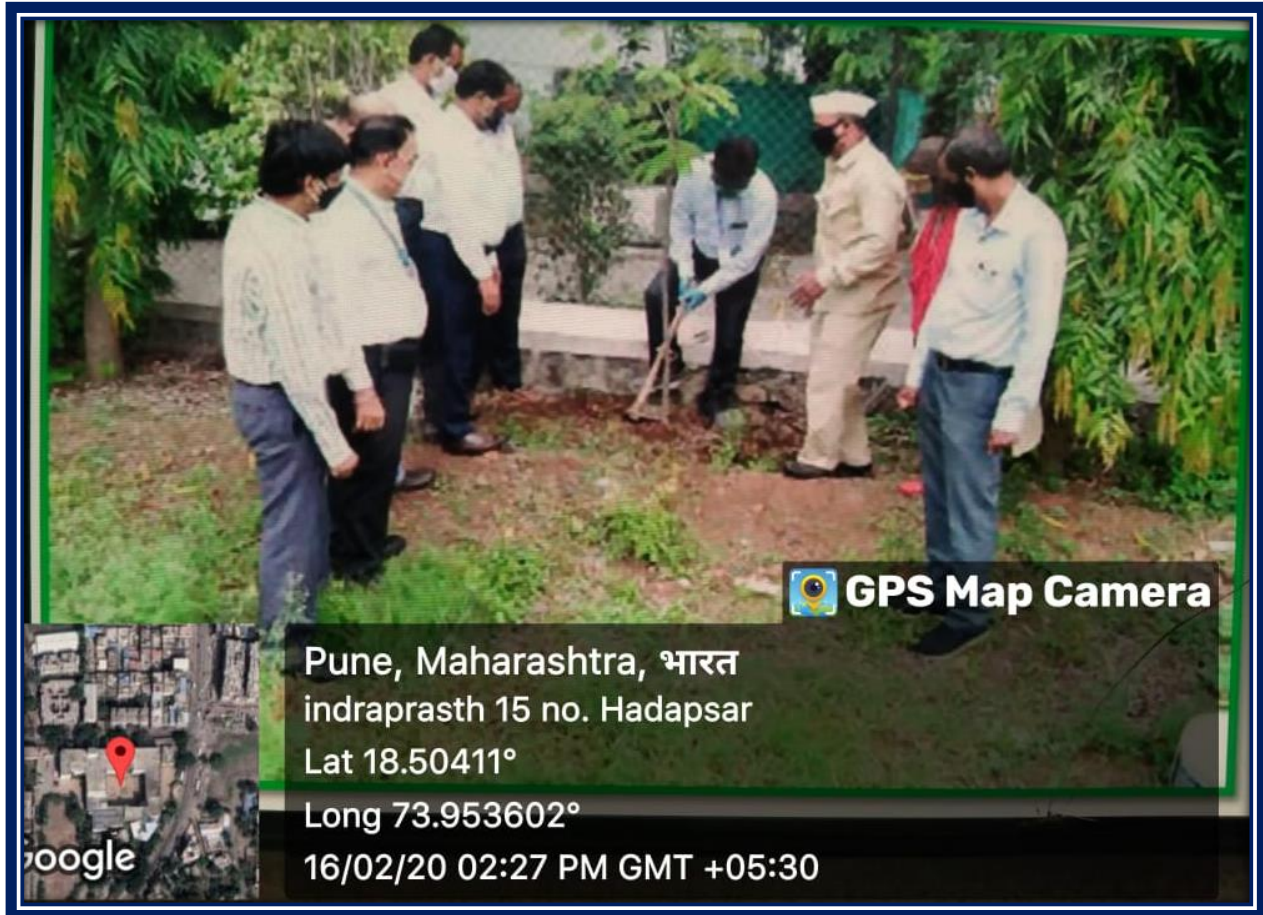 GPS Map Camera
Pune, Maharashtra, भारत
indraprasth 15 no. Hadapsar
Lat 18.50411°
Long 73.953602°
16/02/20 02:27 PM GMT +05:30
Google